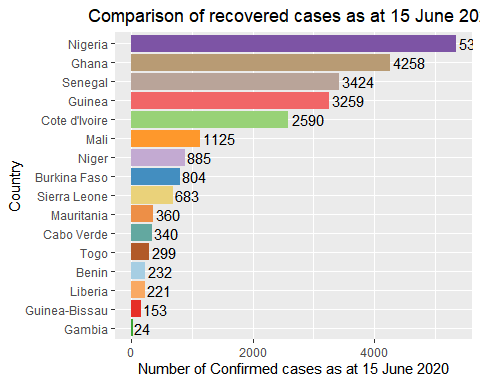 Comparison of recovered cases as at 15 June 202
Nigeria 53
Ghana 4258
Senegal 3424
Guinea 3259
Cote d'Ivoire 2590
Mali 1125
Niger 885
Burkina Faso 804
Sierra Leone 683
Mauritania 360
Cabo Verde 340
Togo 299
Benin 232
Liberia 221
Guinea-Bissau 153
Gambia 24
Country
0 2000 4000
Number of Confirmed cases as at 15 June 2020